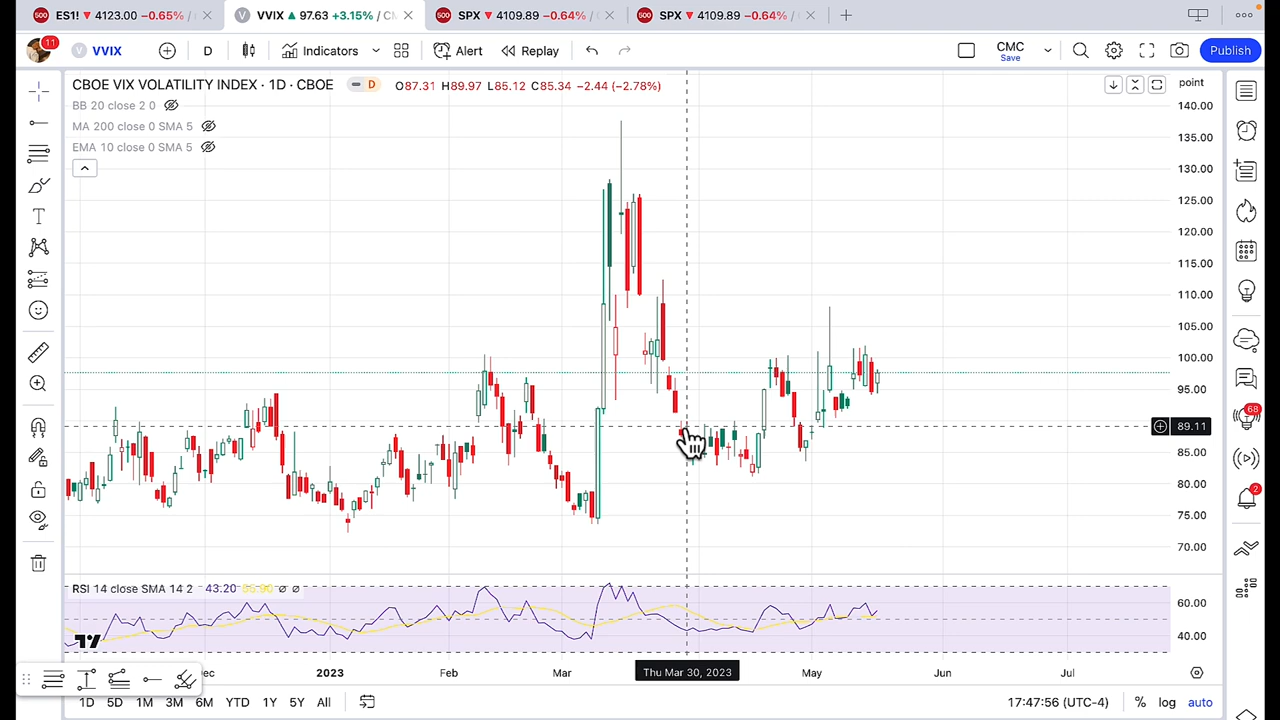 ES1! ▼ 4123.00 −0.65% /
VVIX ▲ 97.63 +3.15% / CM
SPX ▼ 4109.89 −0.64% /
SPX ▼ 4109.89 −0.64% /
11
VVIX
D
Indicators
Alert
Replay
CMC
Save
Publish
CBOE VIX VOLATILITY INDEX · 1D · CBOE
D
O87.31 H89.97 L85.12 C85.34 −2.44 (−2.78%)
BB 20 close 2 0
MA 200 close 0 SMA 5
EMA 10 close 0 SMA 5
point
140.00
135.00
130.00
125.00
120.00
115.00
110.00
105.00
100.00
95.00
89.11
85.00
80.00
75.00
70.00
68
2
RSI 14 close SMA 14 2 43.20 ∅ ∅
60.00
40.00
2023 Feb Mar Thu Mar 30, 2023 May Jun Jul
1D 5D 1M 3M 6M YTD 1Y 5Y All
17:47:56 (UTC-4) % log auto